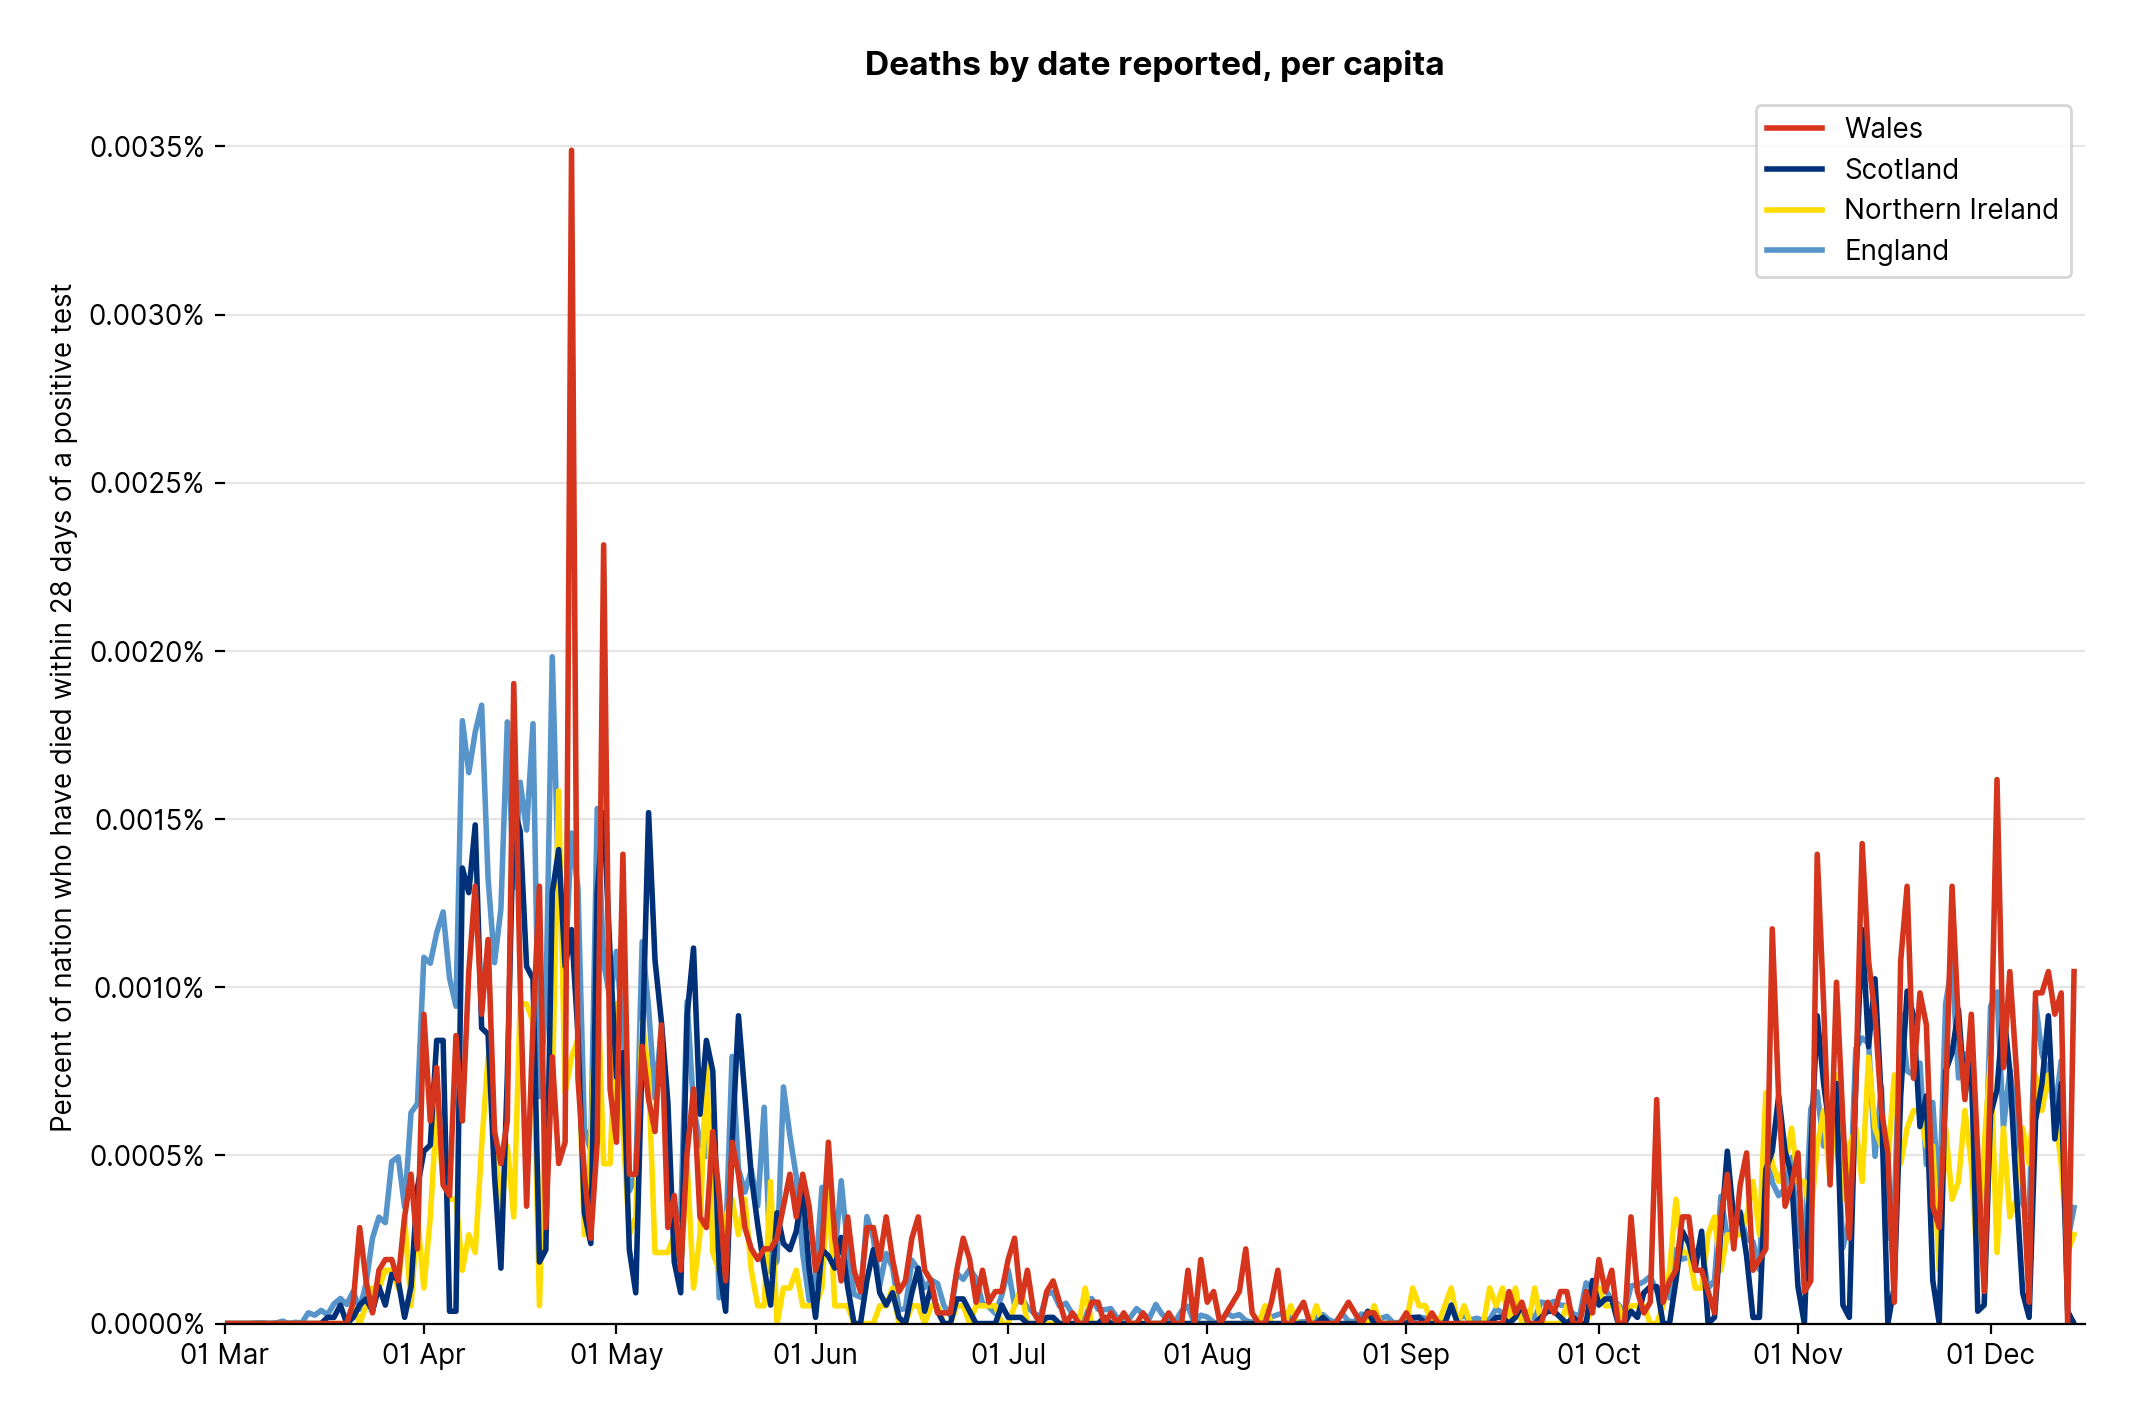 Deaths by date reported, per capita
Wales
Scotland
Northern Ireland
England
Percent of nation who have died within 28 days of a positive test
0.0035%
0.0030%
0.0025%
0.0020%
0.0015%
0.0010%
0.0005%
0.0000%
01 Mar 01 Apr 01 May 01 Jun 01 Jul 01 Aug 01 Sep 01 Oct 01 Nov 01 Dec